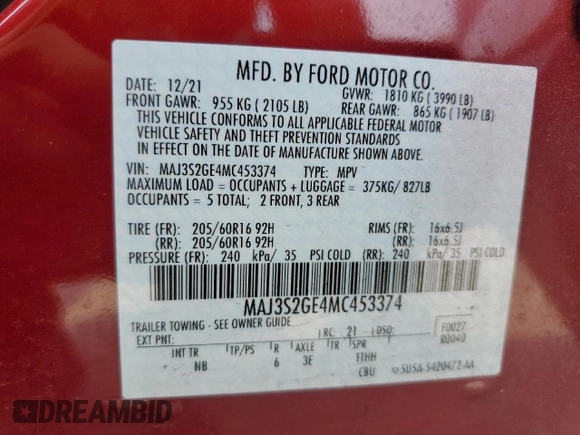 MFD. BY FORD MOTOR CO.
DATE: 12/21 GVWR: 1810 KG ( 3990 LB)
FRONT GAWR: 955 KG ( 2105 LB) REAR GAWR: 865 KG ( 1907 LB)
THIS VEHICLE CONFORMS TO ALL APPLICABLE FEDERAL MOTOR
VEHICLE SAFETY AND THEFT PREVENTION STANDARDS
IN EFFECT ON THE DATE OF MANUFACTURE SHOWN ABOVE.
VIN: MAJ3S2GE4MC453374 TYPE: MPV
MAXIMUM LOAD = OCCUPANTS + LUGGAGE = 375KG/ 827LB
OCCUPANTS = 5 TOTAL; 2 FRONT, 3 REAR
TIRE (FR): 205/60R16 92H RIMS (FR): 16x6.5J
(RR): 205/60R16 92H (RR): 16x6.5J
PRESSURE (FR): 240 kPa/ 35 PSI COLD (RR): 240 kPa/ 35 PSI COLD
MAJ3S2GE4MC453374
TRAILER TOWING - SEE OWNER GUIDE
EXT PNT: RC: 21 DSO: F0027
R0040
INT TR TP/PS R AXLE TR SPR
NB 6 3E FTHH
CBU 5U5A-S420472-AA
DREAMBID